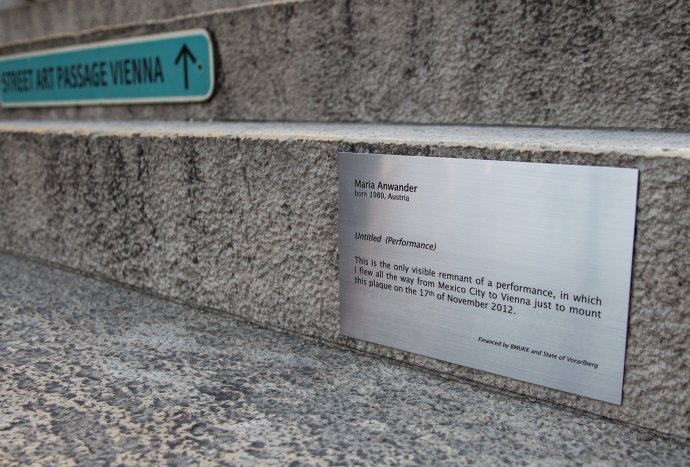 STREET ART PASSAGE VIENNA ↑
Maria Anwander
born 1980, Austria
Untitled (Performance)
This is the only visible remnant of a performance, in which
I flew all the way from Mexico City to Vienna just to mount
this plaque on the 17th of November 2012.
Financed by BMUKK and State of Vorarlberg